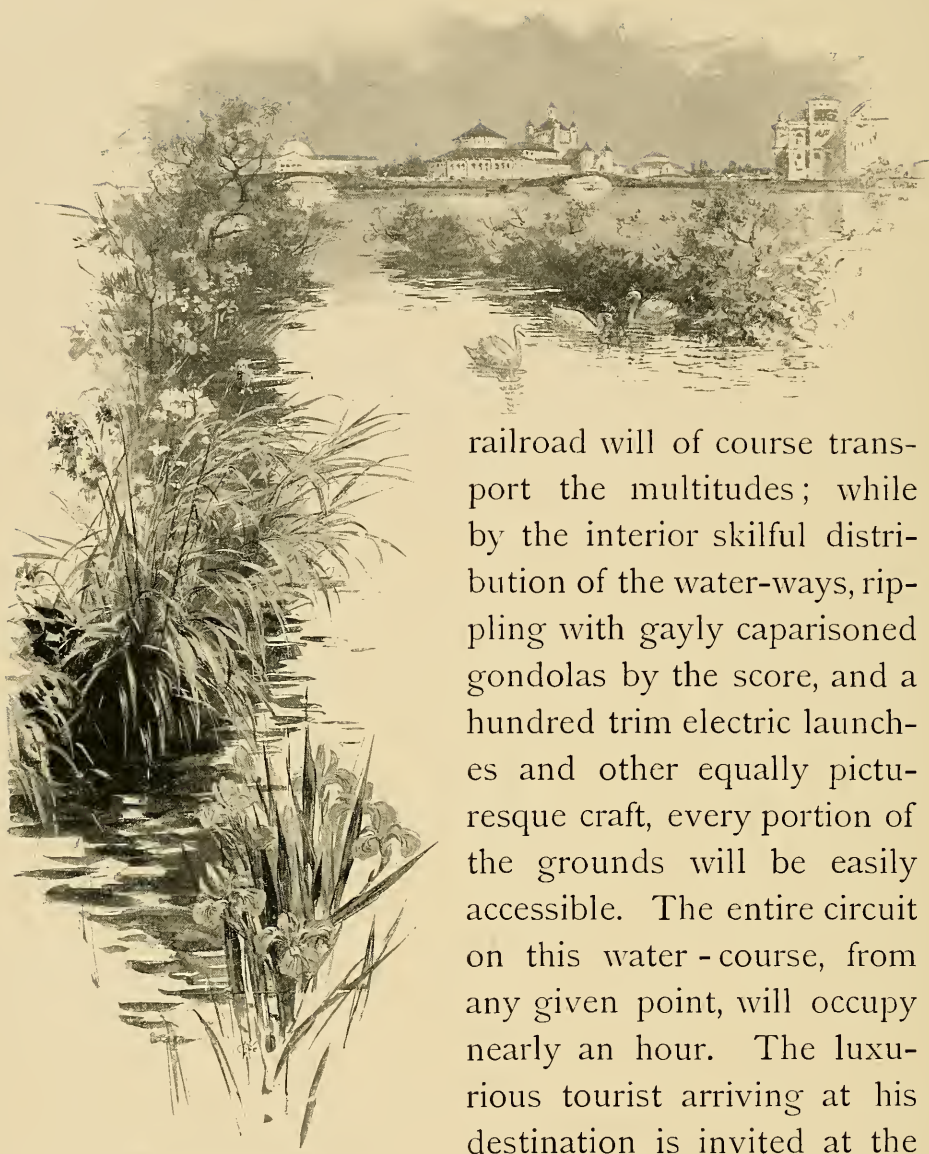 railroad will of course trans-
port the multitudes; while
by the interior skilful distri-
bution of the water-ways, rip-
pling with gayly caparisoned
gondolas by the score, and a
hundred trim electric launch-
es and other equally pictu-
resque craft, every portion of
the grounds will be easily
accessible. The entire circuit
on this water-course, from
any given point, will occupy
nearly an hour. The luxu-
rious tourist arriving at his
destination is invited at the